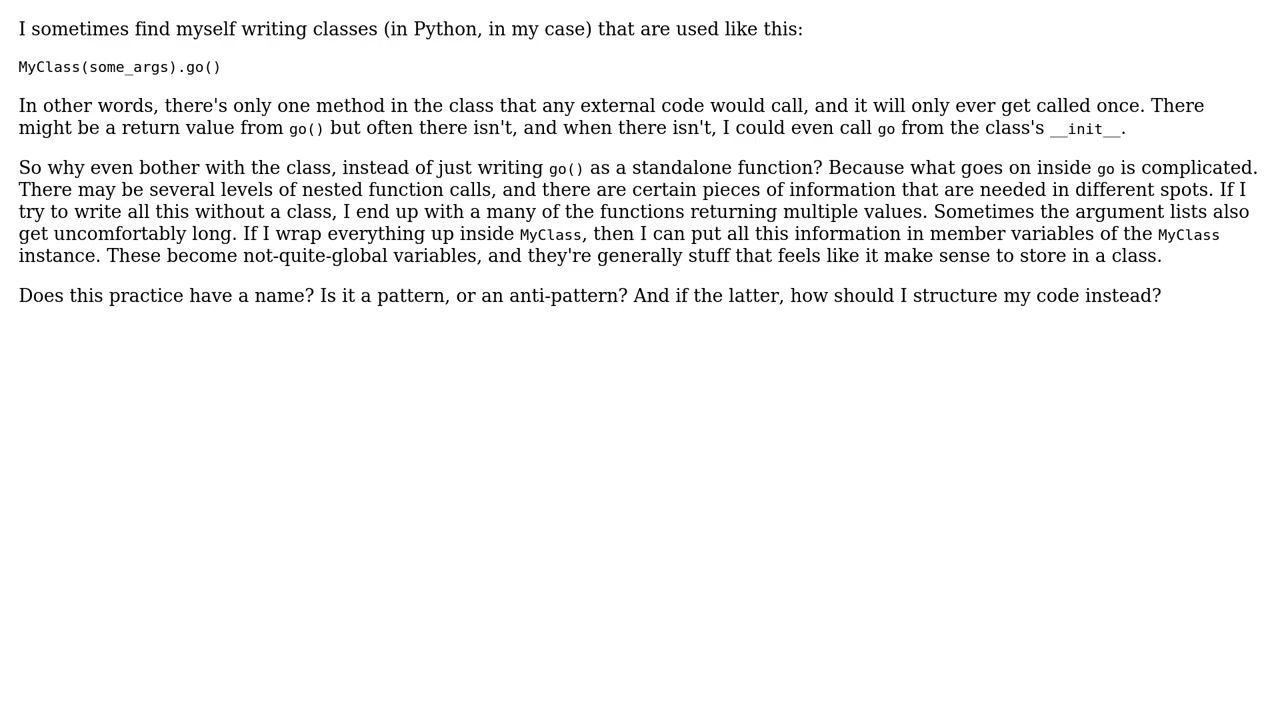 I sometimes find myself writing classes (in Python, in my case) that are used like this:
MyClass(some_args).go()
In other words, there's only one method in the class that any external code would call, and it will only ever get called once. There
might be a return value from go() but often there isn't, and when there isn't, I could even call go from the class's __init__.
So why even bother with the class, instead of just writing go() as a standalone function? Because what goes on inside go is complicated.
There may be several levels of nested function calls, and there are certain pieces of information that are needed in different spots. If I
try to write all this without a class, I end up with a many of the functions returning multiple values. Sometimes the argument lists also
get uncomfortably long. If I wrap everything up inside MyClass, then I can put all this information in member variables of the MyClass
instance. These become not-quite-global variables, and they're generally stuff that feels like it make sense to store in a class.
Does this practice have a name? Is it a pattern, or an anti-pattern? And if the latter, how should I structure my code instead?